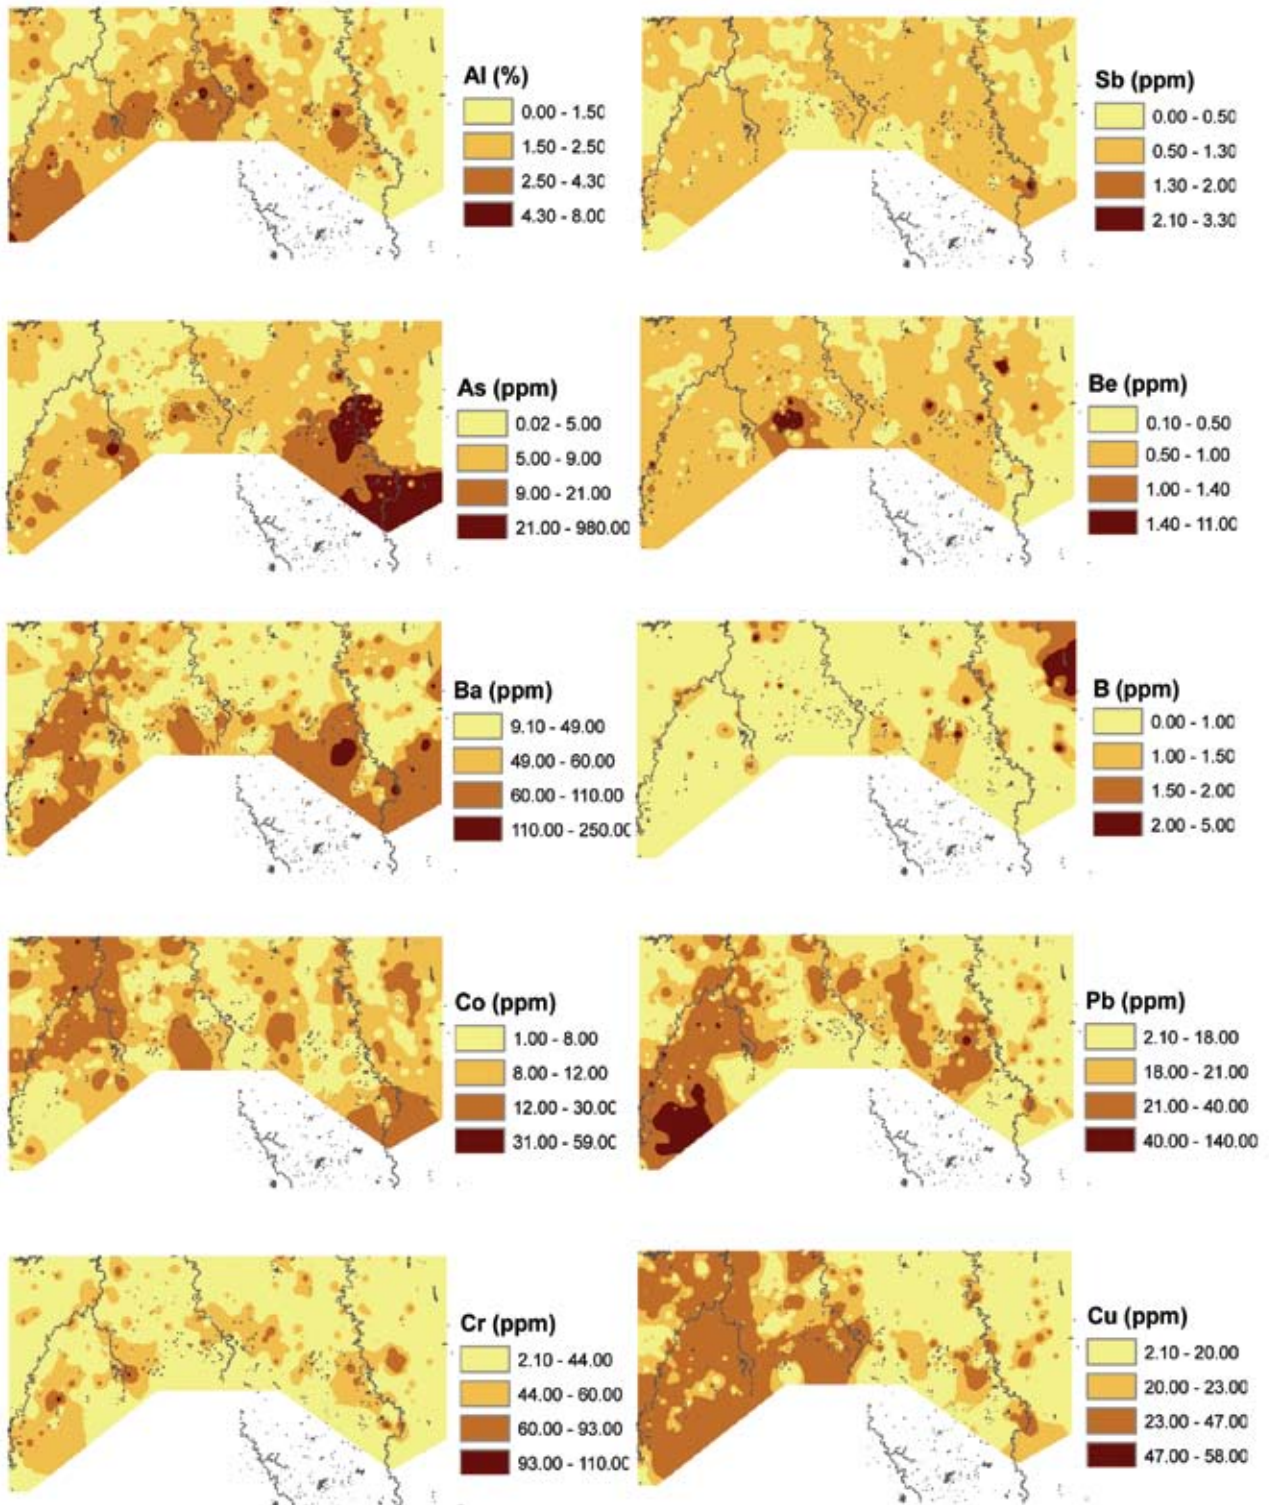 Al (%)
0.00 - 1.50
1.50 - 2.50
2.50 - 4.30
4.30 - 8.00
Sb (ppm)
0.00 - 0.50
0.50 - 1.30
1.30 - 2.00
2.10 - 3.30
As (ppm)
0.02 - 5.00
5.00 - 9.00
9.00 - 21.00
21.00 - 980.00
Be (ppm)
0.10 - 0.50
0.50 - 1.00
1.00 - 1.40
1.40 - 11.00
Ba (ppm)
9.10 - 49.00
49.00 - 60.00
60.00 - 110.00
110.00 - 250.00
B (ppm)
0.00 - 1.00
1.00 - 1.50
1.50 - 2.00
2.00 - 5.00
Co (ppm)
1.00 - 8.00
8.00 - 12.00
12.00 - 30.00
31.00 - 59.00
Pb (ppm)
2.10 - 18.00
18.00 - 21.00
21.00 - 40.00
40.00 - 140.00
Cr (ppm)
2.10 - 44.00
44.00 - 60.00
60.00 - 93.00
93.00 - 110.00
Cu (ppm)
2.10 - 20.00
20.00 - 23.00
23.00 - 47.00
47.00 - 58.00